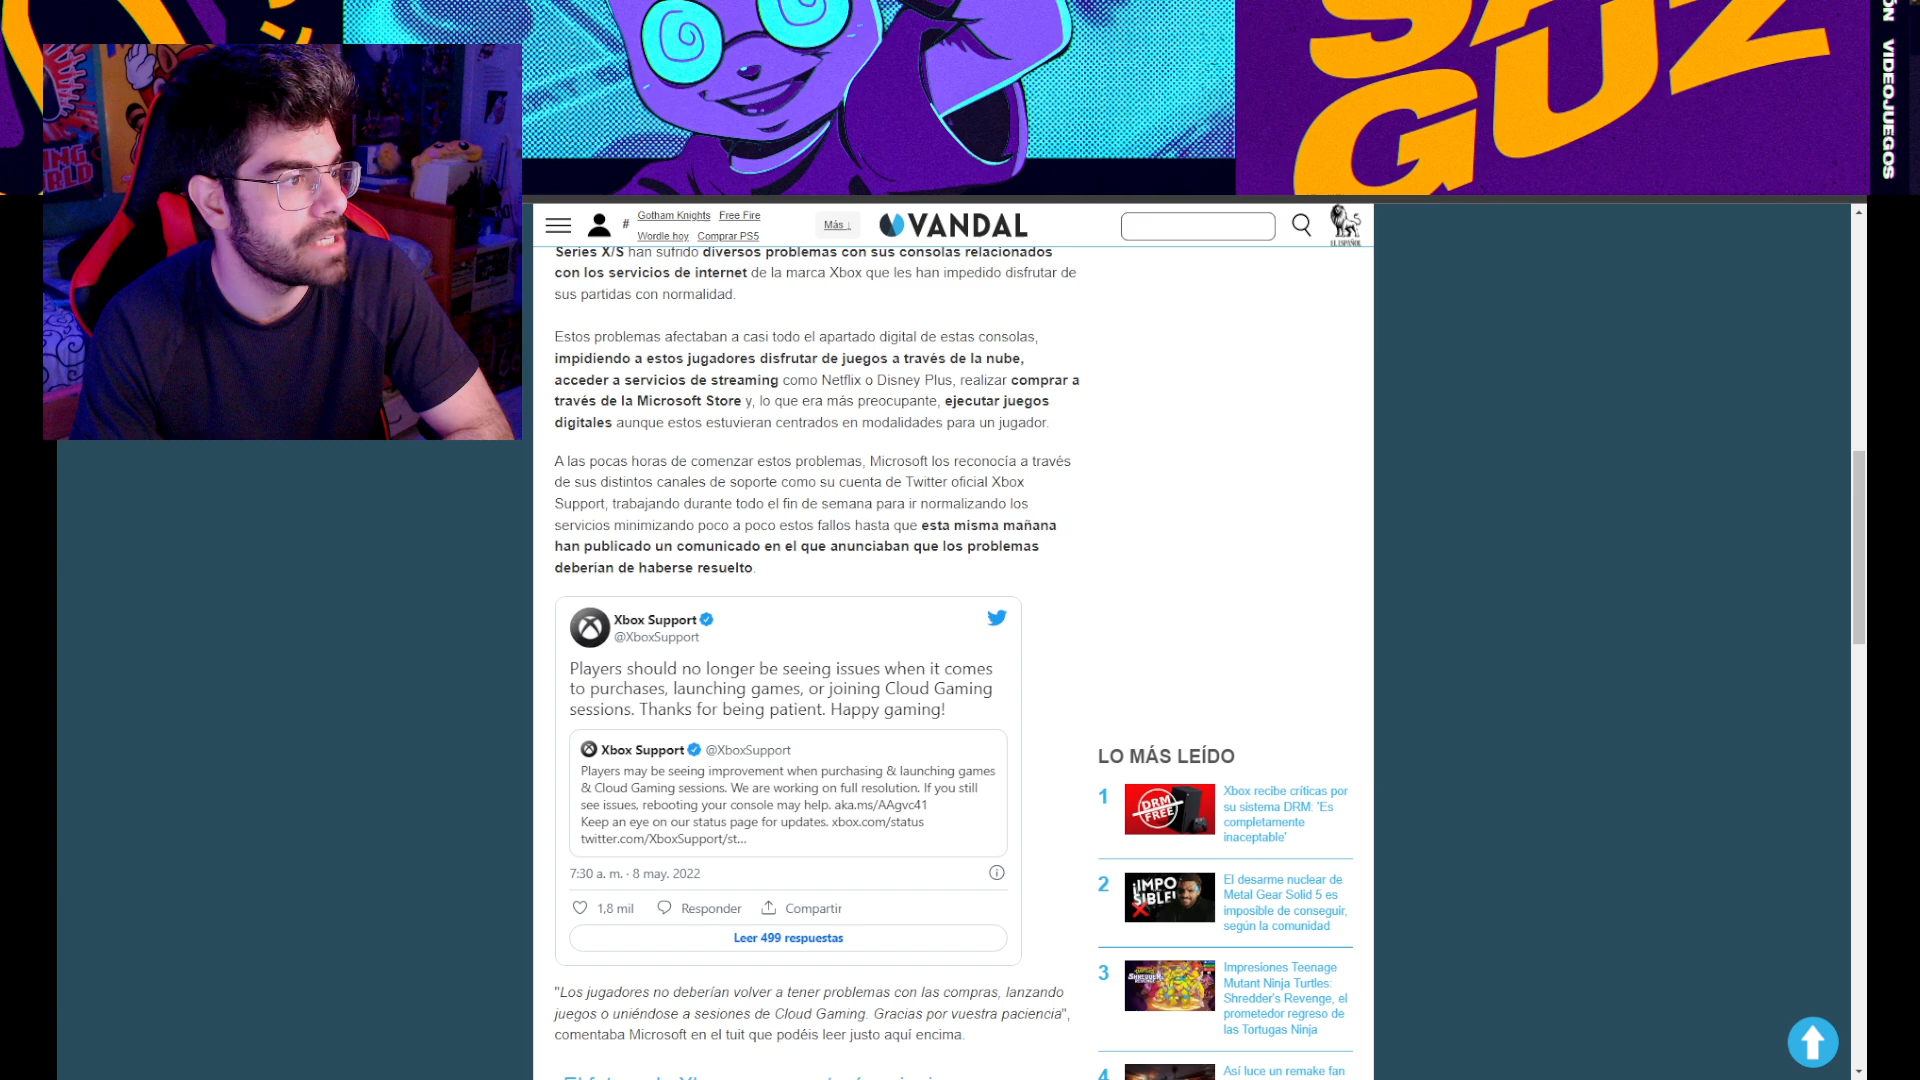 GUZ
ÓN VIDEOJUEGOS
NG
RLD
# Gotham Knights Free Fire
Wordle hoy Comprar PS5
Más ↓
VANDAL
EL ESPAÑOL
Series X/S han sufrido diversos problemas con sus consolas relacionados
con los servicios de internet de la marca Xbox que les han impedido disfrutar de
sus partidas con normalidad.
Estos problemas afectaban a casi todo el apartado digital de estas consolas,
impidiendo a estos jugadores disfrutar de juegos a través de la nube,
acceder a servicios de streaming como Netflix o Disney Plus, realizar comprar a
través de la Microsoft Store y, lo que era más preocupante, ejecutar juegos
digitales aunque estos estuvieran centrados en modalidades para un jugador.
A las pocas horas de comenzar estos problemas, Microsoft los reconocía a través
de sus distintos canales de soporte como su cuenta de Twitter oficial Xbox
Support, trabajando durante todo el fin de semana para ir normalizando los
servicios minimizando poco a poco estos fallos hasta que esta misma mañana
han publicado un comunicado en el que anunciaban que los problemas
deberían de haberse resuelto.
Xbox Support
@XboxSupport
Players should no longer be seeing issues when it comes
to purchases, launching games, or joining Cloud Gaming
sessions. Thanks for being patient. Happy gaming!
Xbox Support @XboxSupport
Players may be seeing improvement when purchasing & launching games
& Cloud Gaming sessions. We are working on full resolution. If you still
see issues, rebooting your console may help. aka.ms/AAgvc41
Keep an eye on our status page for updates. xbox.com/status
twitter.com/XboxSupport/st…
7:30 a. m. · 8 may. 2022
1,8 mil Responder Compartir
Leer 499 respuestas
"Los jugadores no deberían volver a tener problemas con las compras, lanzando
juegos o uniéndose a sesiones de Cloud Gaming. Gracias por vuestra paciencia",
comentaba Microsoft en el tuit que podéis leer justo aquí encima.
LO MÁS LEÍDO
1
DRM
FREE
Xbox recibe críticas por
su sistema DRM: 'Es
completamente
inaceptable'
2
¡IMPO
SIBLE!
El desarme nuclear de
Metal Gear Solid 5 es
imposible de conseguir,
según la comunidad
3
SHREDDER'S
Impresiones Teenage
Mutant Ninja Turtles:
Shredder's Revenge, el
prometedor regreso de
las Tortugas Ninja
4
Así luce un remake fan